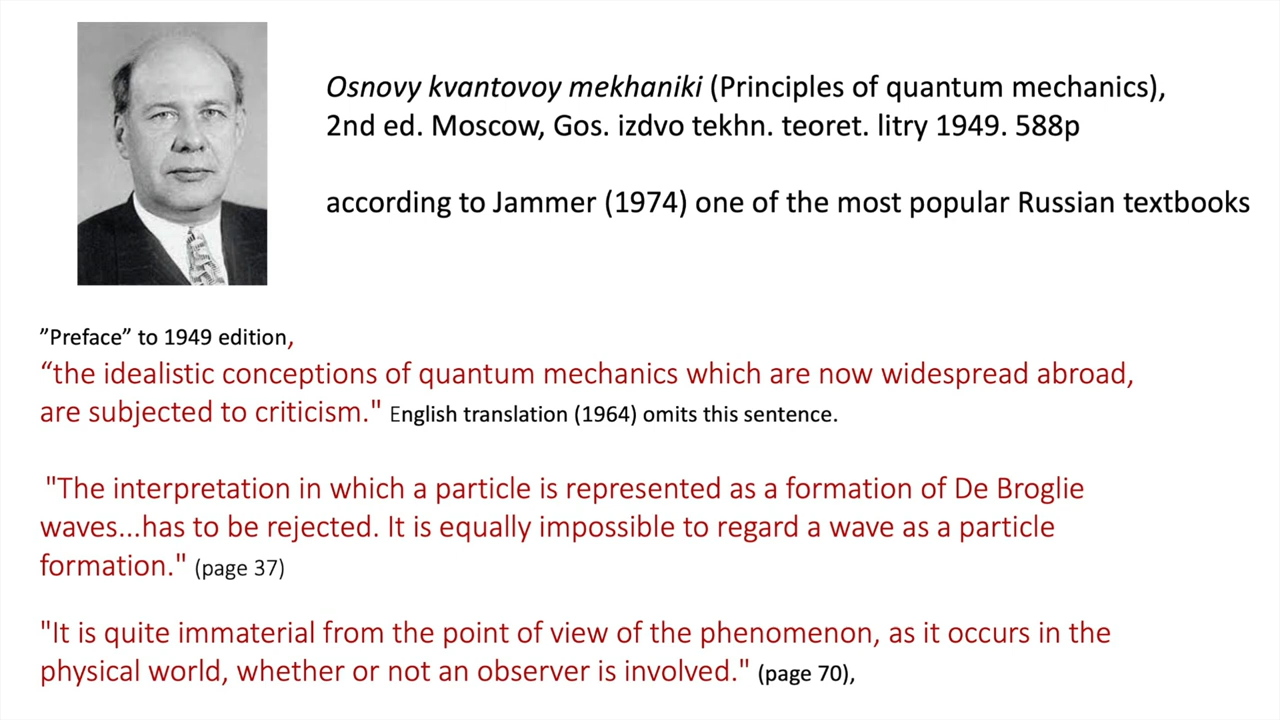 Osnovy kvantovoy mekhaniki (Principles of quantum mechanics),
2nd ed. Moscow, Gos. izdvo tekhn. teoret. litry 1949. 588p
according to Jammer (1974) one of the most popular Russian textbooks
”Preface” to 1949 edition,
“the idealistic conceptions of quantum mechanics which are now widespread abroad,
are subjected to criticism." English translation (1964) omits this sentence.
"The interpretation in which a particle is represented as a formation of De Broglie
waves...has to be rejected. It is equally impossible to regard a wave as a particle
formation." (page 37)
"It is quite immaterial from the point of view of the phenomenon, as it occurs in the
physical world, whether or not an observer is involved." (page 70),